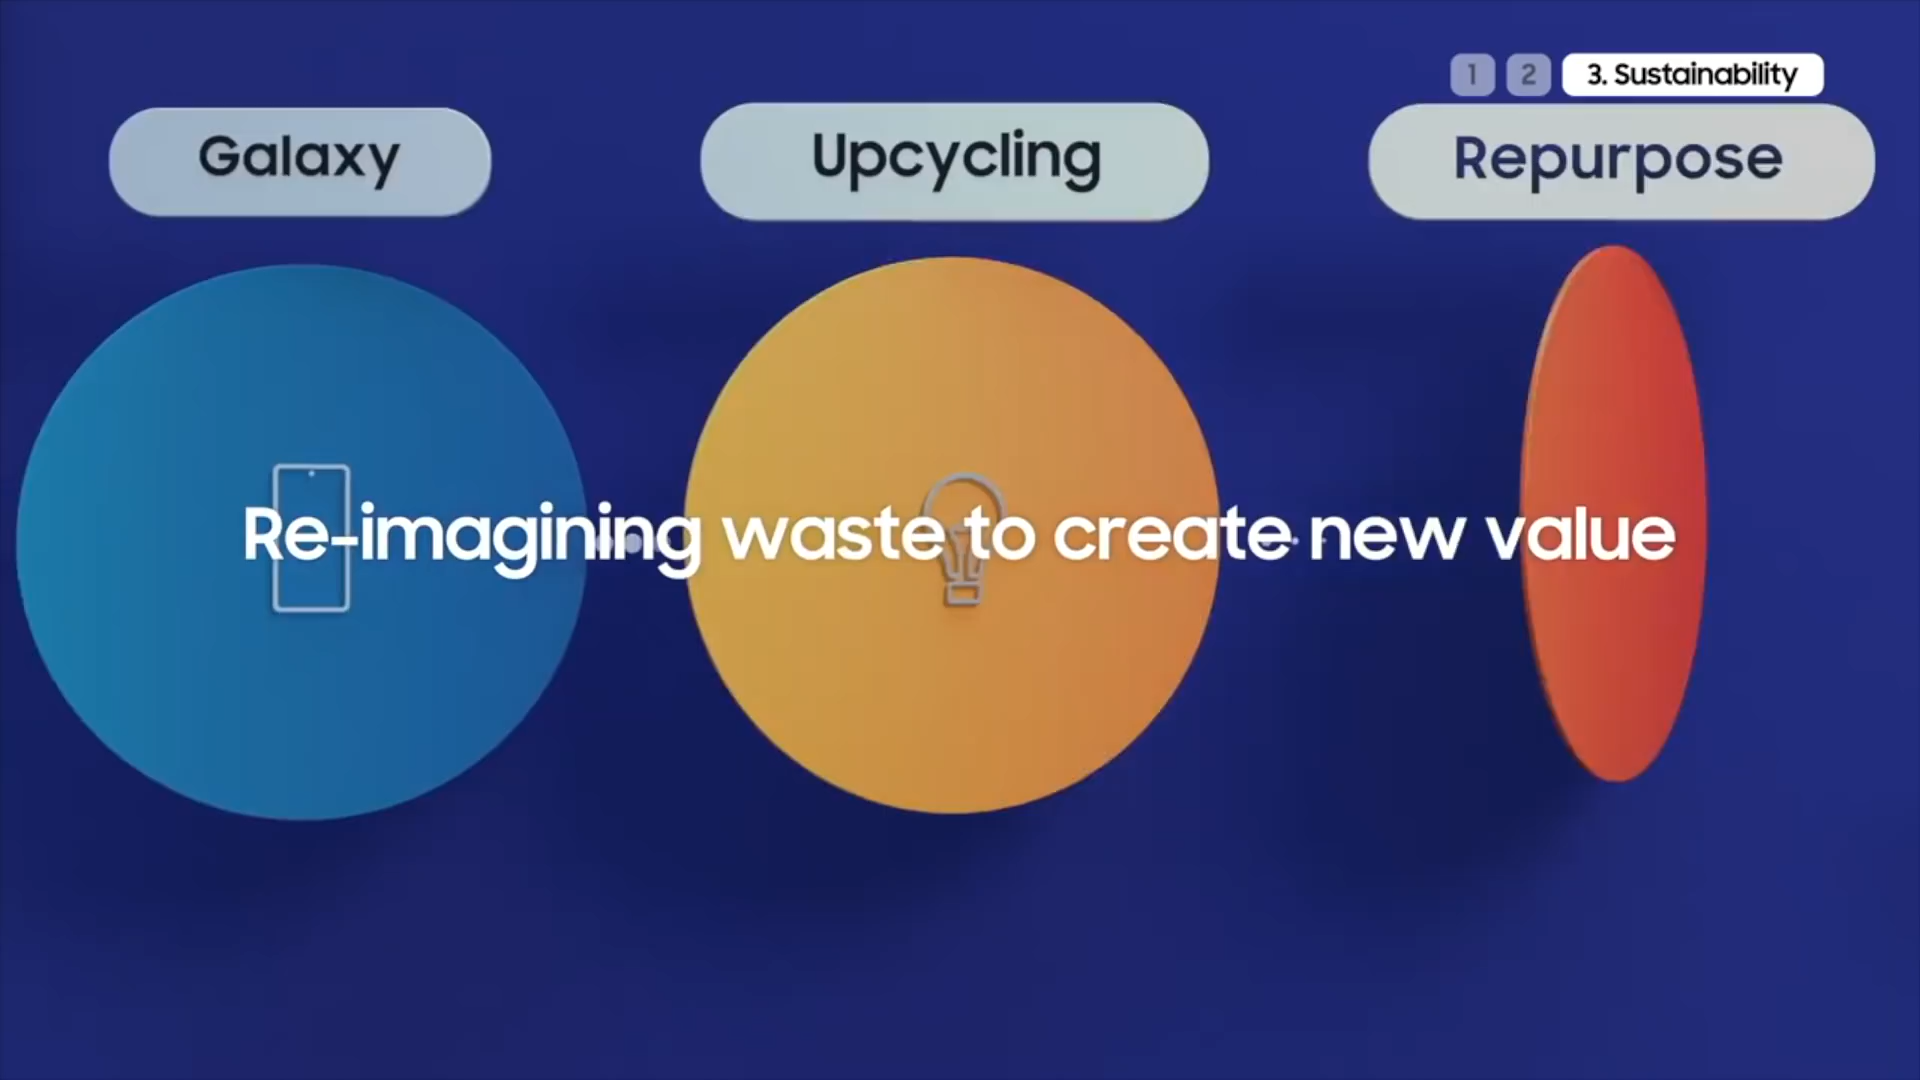 1 2 3. Sustainability
Galaxy Upcycling Repurpose
Re-imagining waste to create new value